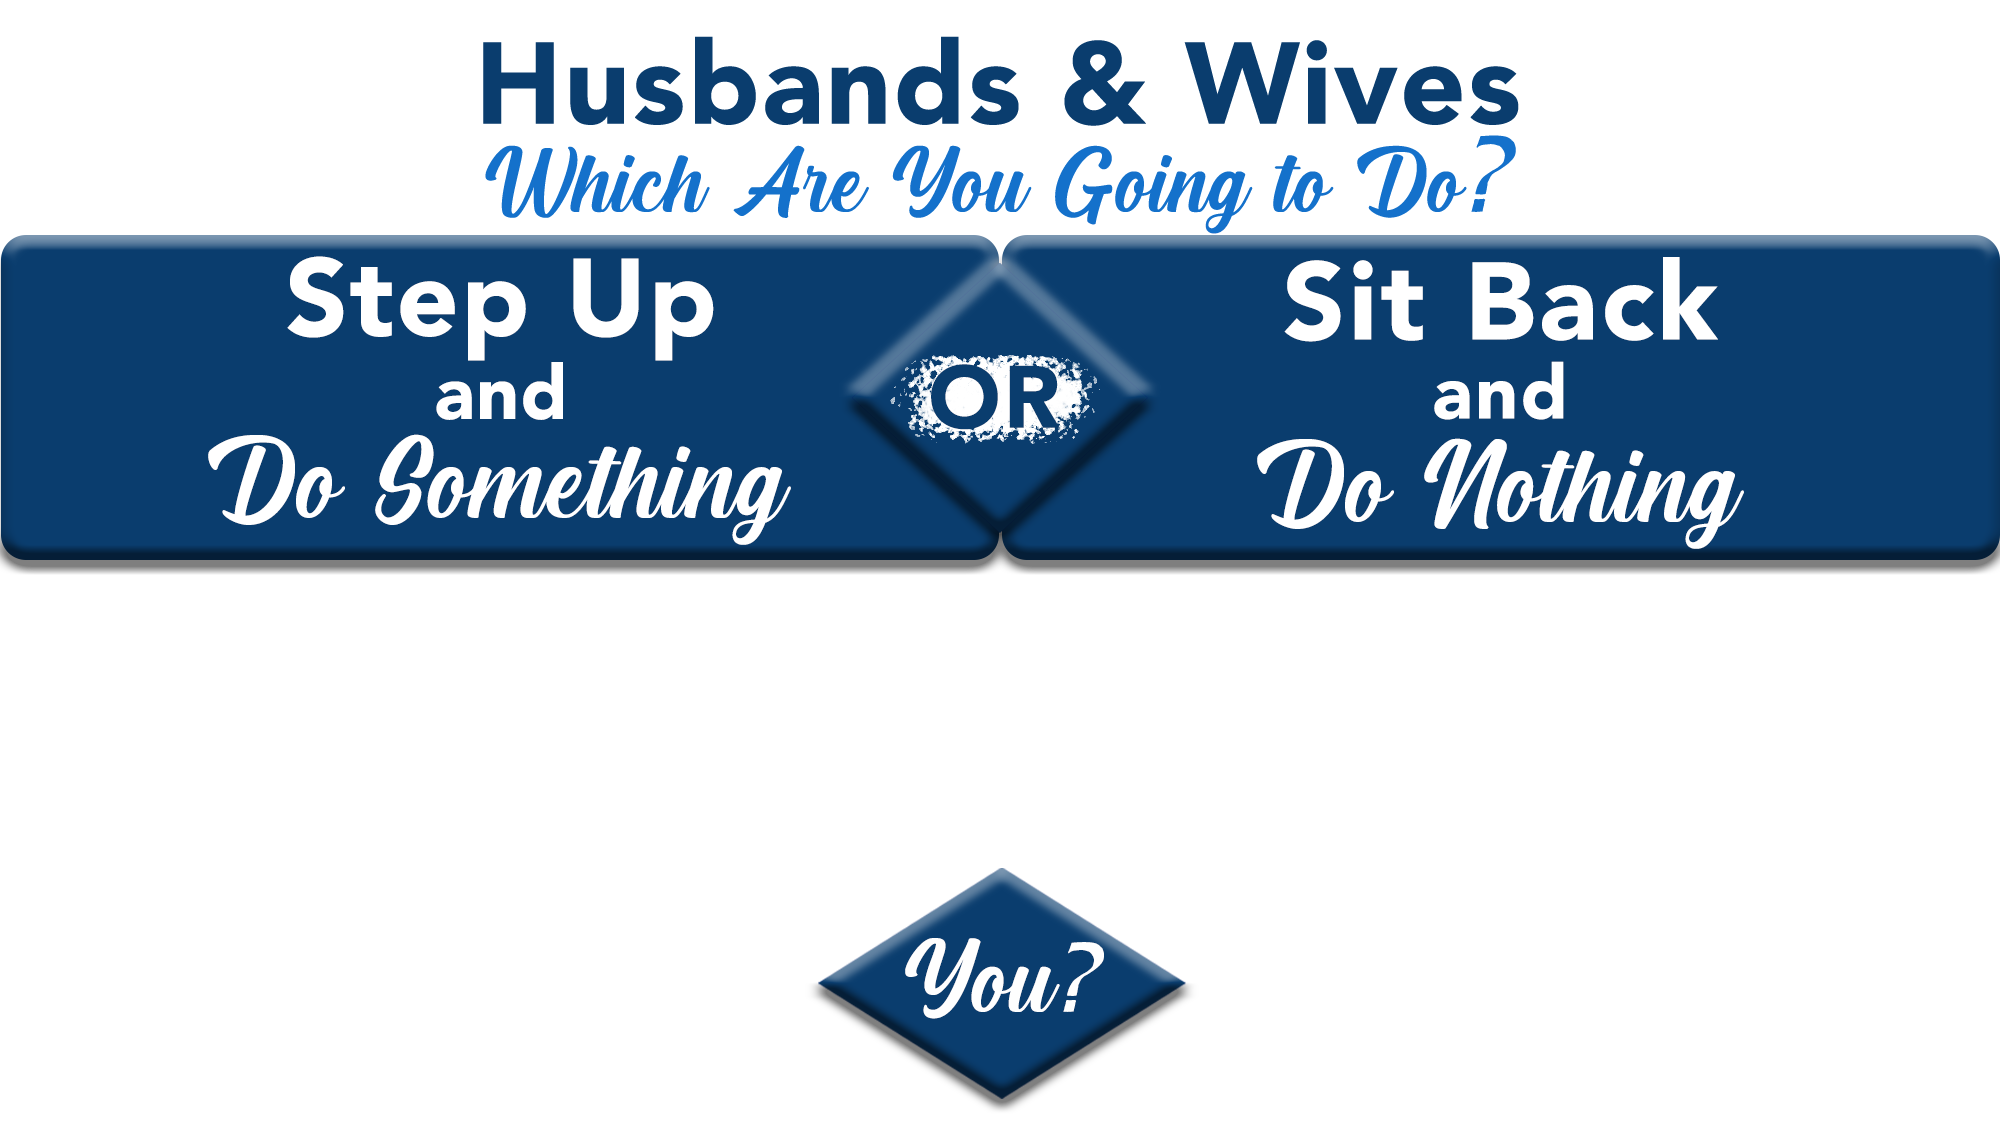 Husbands & Wives
Which Are You Going to Do?
Step Up
and
Do Something
OR
Sit Back
and
Do Nothing
You?